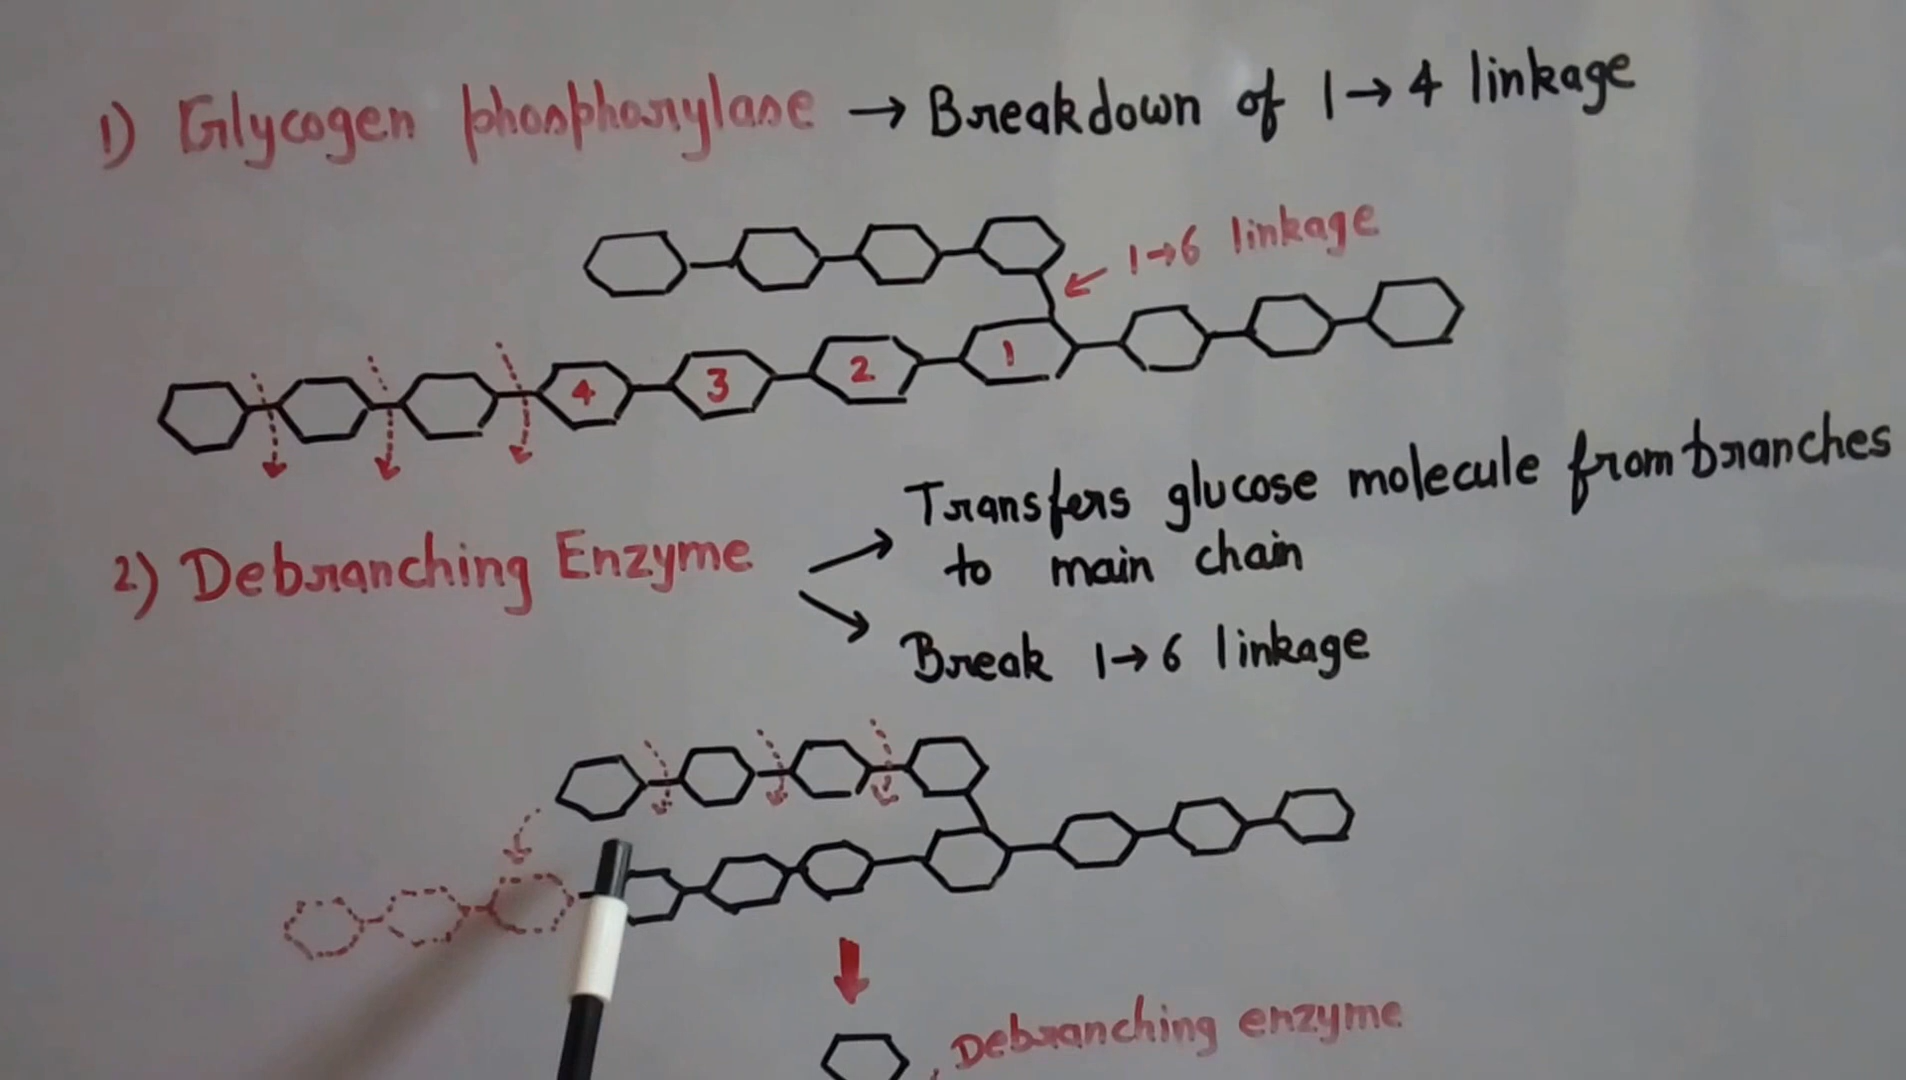 1) Glycogen phosphorylase → Breakdown of 1→4 linkage
1→6 linkage
4 3 2 1
2) Debranching Enzyme
Transfers glucose molecule from branches
to main chain
Break 1→6 linkage
Debranching enzyme